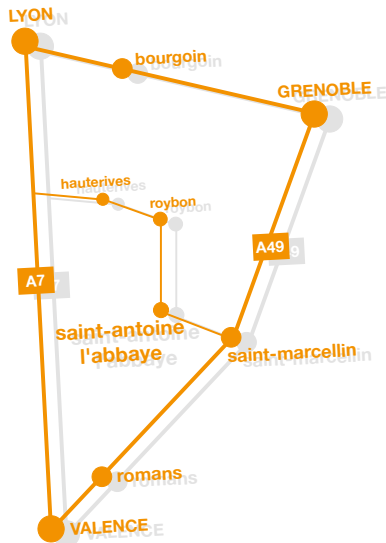 LYON
bourgoin
GRENOBLE
hauterives
roybon
A49
A7
saint-antoine
l'abbaye
saint-marcellin
romans
VALENCE